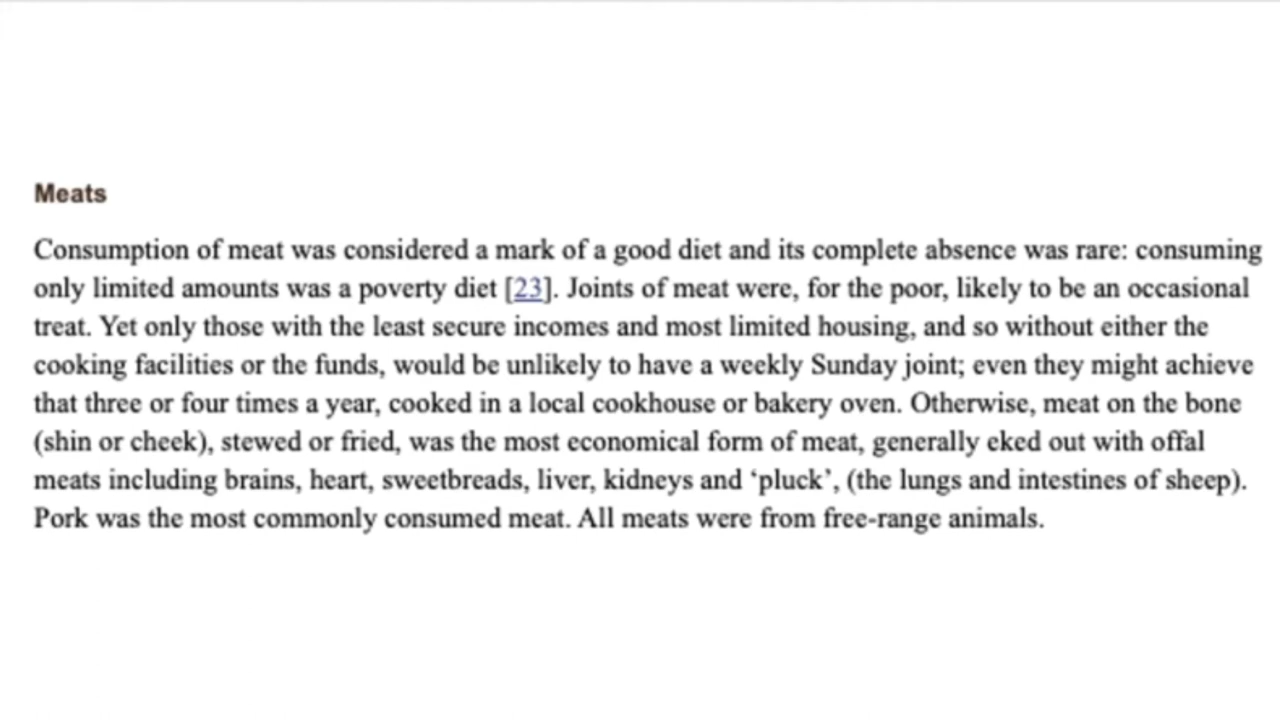 Meats
Consumption of meat was considered a mark of a good diet and its complete absence was rare: consuming
only limited amounts was a poverty diet [23]. Joints of meat were, for the poor, likely to be an occasional
treat. Yet only those with the least secure incomes and most limited housing, and so without either the
cooking facilities or the funds, would be unlikely to have a weekly Sunday joint; even they might achieve
that three or four times a year, cooked in a local cookhouse or bakery oven. Otherwise, meat on the bone
(shin or cheek), stewed or fried, was the most economical form of meat, generally eked out with offal
meats including brains, heart, sweetbreads, liver, kidneys and ‘pluck’, (the lungs and intestines of sheep).
Pork was the most commonly consumed meat. All meats were from free-range animals.